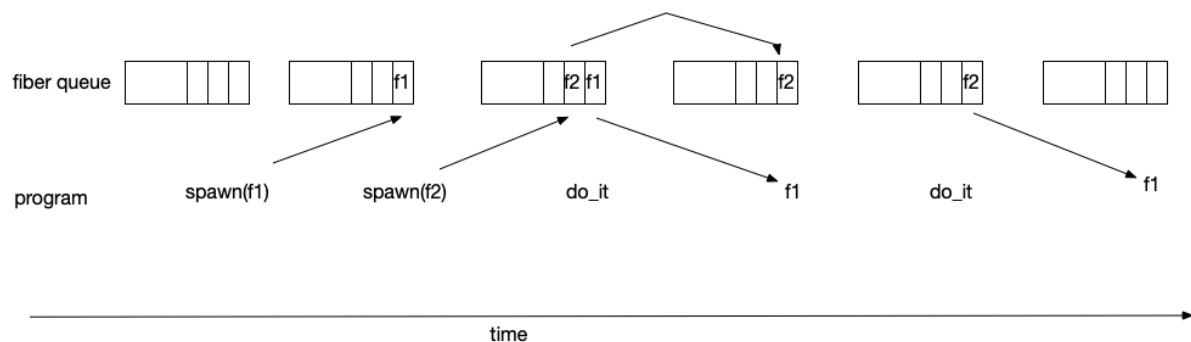 fiber queue f1 f2 f1 f2 f2
program spawn(f1) spawn(f2) do_it f1 do_it f1
time